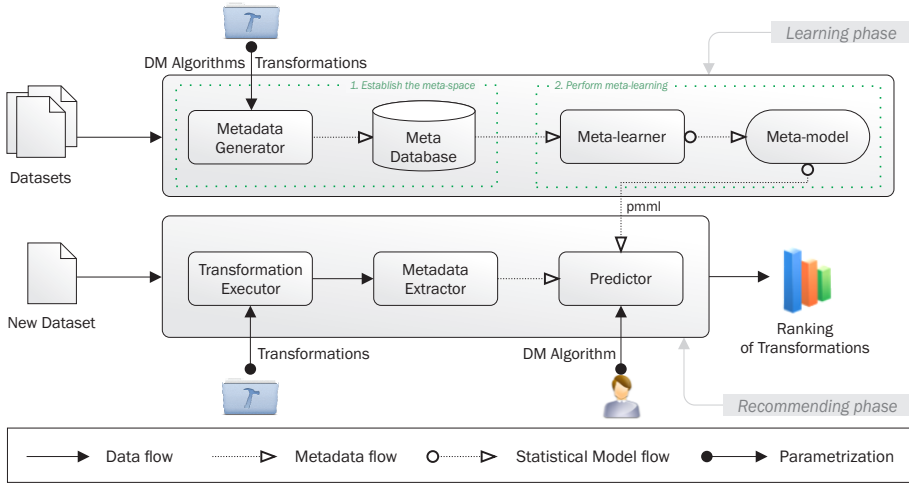 Learning phase
DM Algorithms
Transformations
1. Establish the meta-space
2. Perform meta-learning
Metadata
Generator
Meta
Database
Meta-learner
Meta-model
Datasets
pmml
Transformation
Executor
Metadata
Extractor
Predictor
New Dataset
Ranking
of Transformations
Transformations
DM Algorithm
Recommending phase
Data flow
Metadata flow
Statistical Model flow
Parametrization